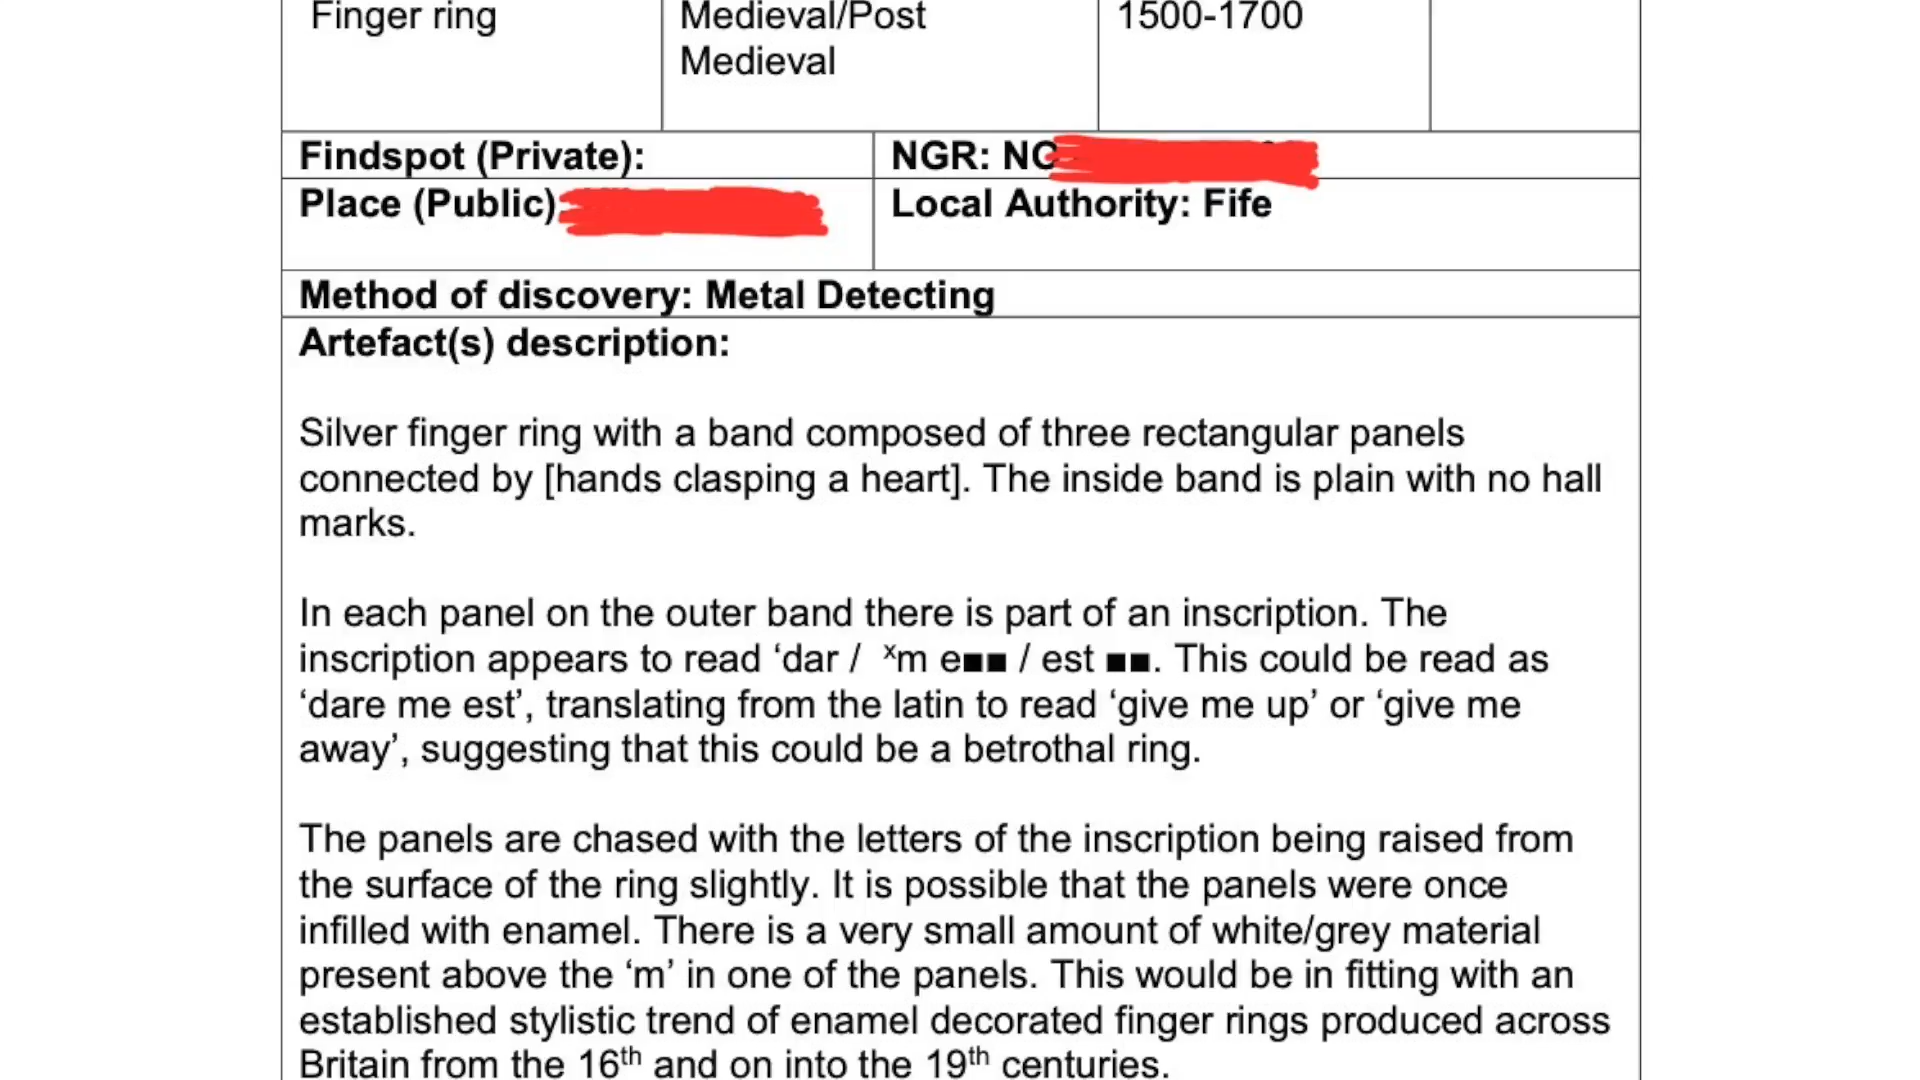 Finger ring
Medieval/Post
Medieval
1500-1700
Findspot (Private):
NGR: NO
Place (Public)
Local Authority: Fife
Method of discovery: Metal Detecting
Artefact(s) description:
Silver finger ring with a band composed of three rectangular panels
connected by [hands clasping a heart]. The inside band is plain with no hall
marks.
In each panel on the outer band there is part of an inscription. The
inscription appears to read ‘dar / ˣm e■■ / est ■■. This could be read as
‘dare me est’, translating from the latin to read ‘give me up’ or ‘give me
away’, suggesting that this could be a betrothal ring.
The panels are chased with the letters of the inscription being raised from
the surface of the ring slightly. It is possible that the panels were once
infilled with enamel. There is a very small amount of white/grey material
present above the ‘m’ in one of the panels. This would be in fitting with an
established stylistic trend of enamel decorated finger rings produced across
Britain from the 16th and on into the 19th centuries.